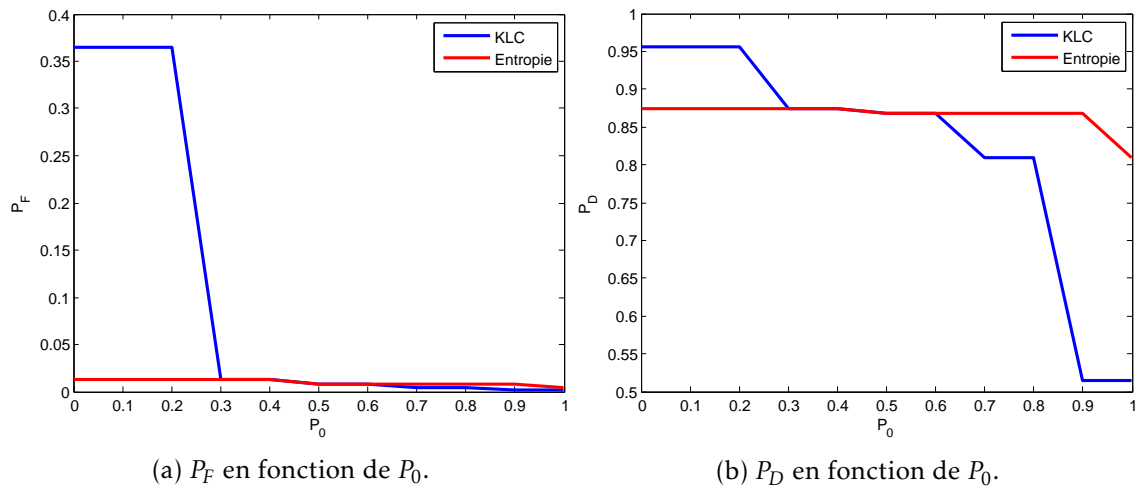 0.4
0.35
0.3
0.25
0.2
0.15
0.1
0.05
0
P_F
0 0.1 0.2 0.3 0.4 0.5 0.6 0.7 0.8 0.9 1
P_0
KLC
Entropie
(a) P_F en fonction de P_0.
1
0.95
0.9
0.85
0.8
0.75
0.7
0.65
0.6
0.55
0.5
P_D
0 0.1 0.2 0.3 0.4 0.5 0.6 0.7 0.8 0.9 1
P_0
KLC
Entropie
(b) P_D en fonction de P_0.